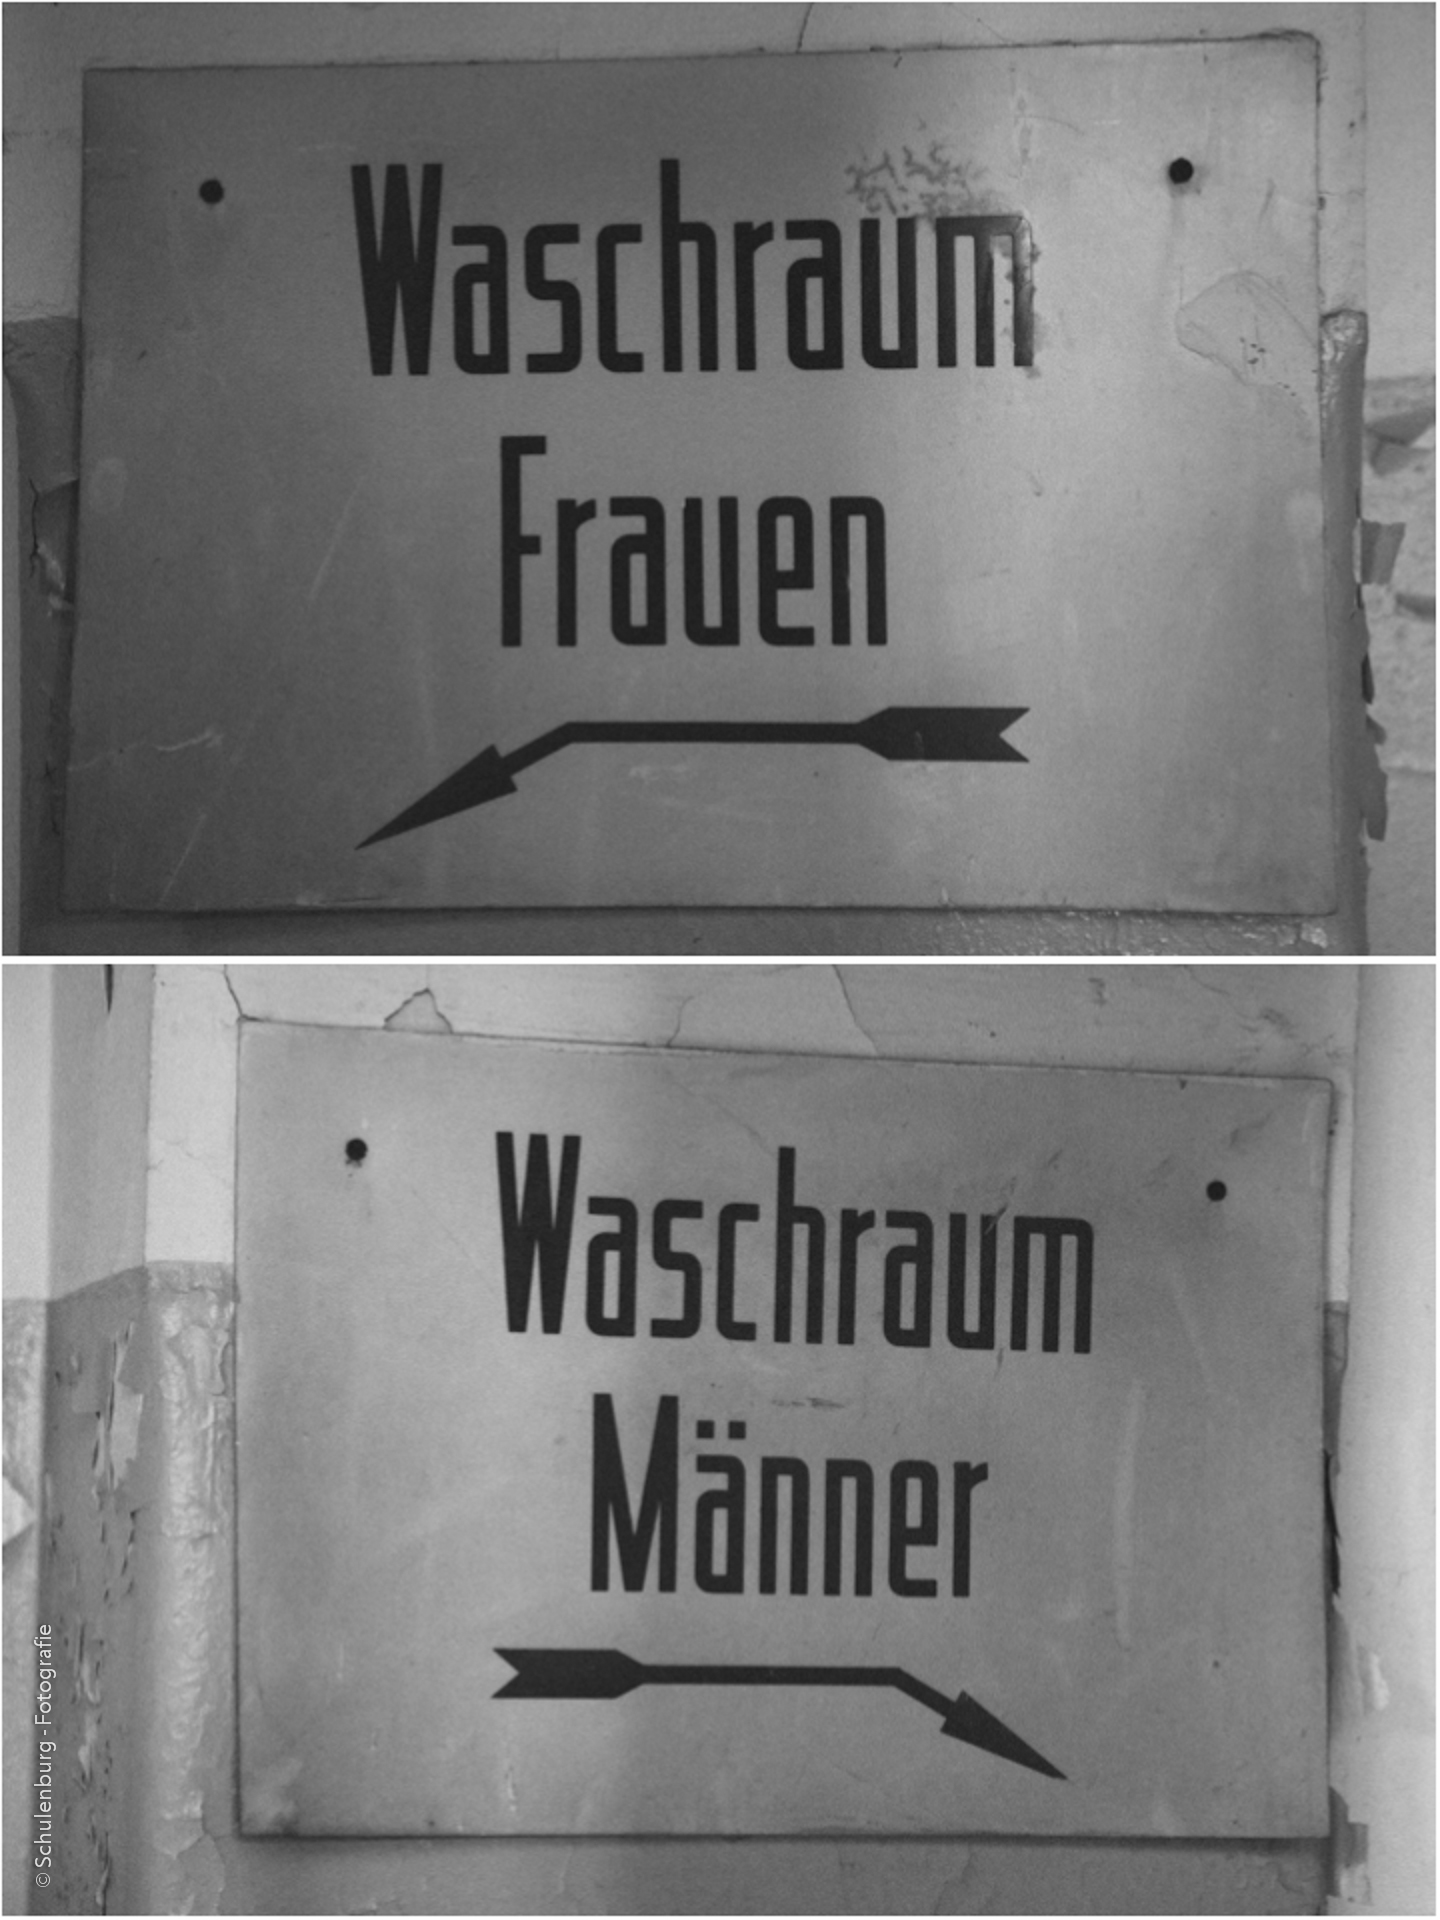 Waschraum
Frauen
Waschraum
Männer
© Schulenburg - Fotografie